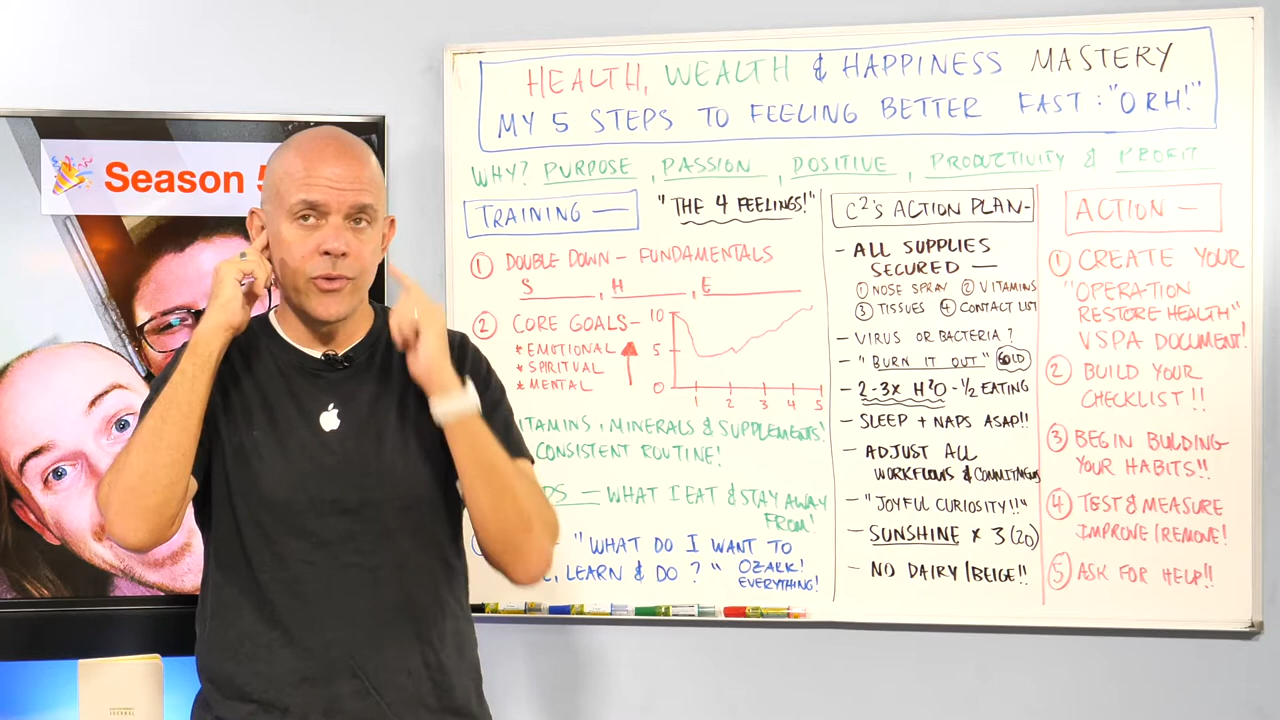 Season
HEALTH, WEALTH & HAPPINESS MASTERY
MY 5 STEPS TO FEELING BETTER FAST: "ORH!"
WHY? PURPOSE, PASSION, POSITIVE, PRODUCTIVITY & PROFIT
TRAINING —
"THE 4 FEELINGS!"
① DOUBLE DOWN - FUNDAMENTALS
S, H, E
② CORE GOALS-
* EMOTIONAL
* SPIRITUAL
* MENTAL
10
5
0
1 2 3 4 5
ITAMINS, MINERALS & SUPPLEMENTS!
CONSISTENT ROUTINE!
DS — WHAT I EAT & STAY AWAY
FROM!
"WHAT DO I WANT TO
, LEARN & DO?" OZARK!
EVERYTHING!
C²'S ACTION PLAN-
- ALL SUPPLIES
SECURED —
① NOSE SPRAY ② VITAMINS
③ TISSUES ④ CONTACT LIST
- VIRUS OR BACTERIA?
- "BURN IT OUT" GOLD
- 2-3X H²O - ½ EATING
- SLEEP + NAPS ASAP!!
- ADJUST ALL
WORKFLOWS & COMMITMENTS
- "JOYFUL CURIOSITY!!"
- SUNSHINE x 3 (20)
- NO DAIRY/BEIGE!!
ACTION —
① CREATE YOUR
"OPERATION
RESTORE HEALTH"
VSPA DOCUMENT!
② BUILD YOUR
CHECKLIST!!
③ BEGIN BUILDING
YOUR HABITS!!
④ TEST & MEASURE
IMPROVE/REMOVE!
⑤ ASK FOR HELP!!
JOURNAL